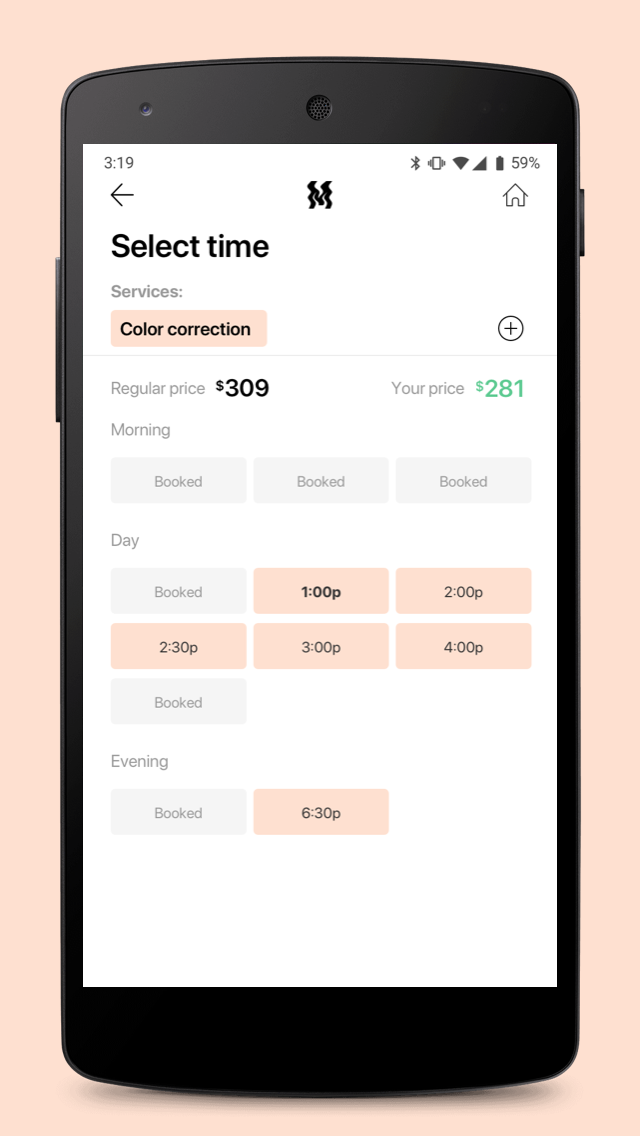 3:19 59%
Select time
Services:
Color correction
Regular price $309 Your price $281
Morning
Booked Booked Booked
Day
Booked 1:00p 2:00p
2:30p 3:00p 4:00p
Booked
Evening
Booked 6:30p